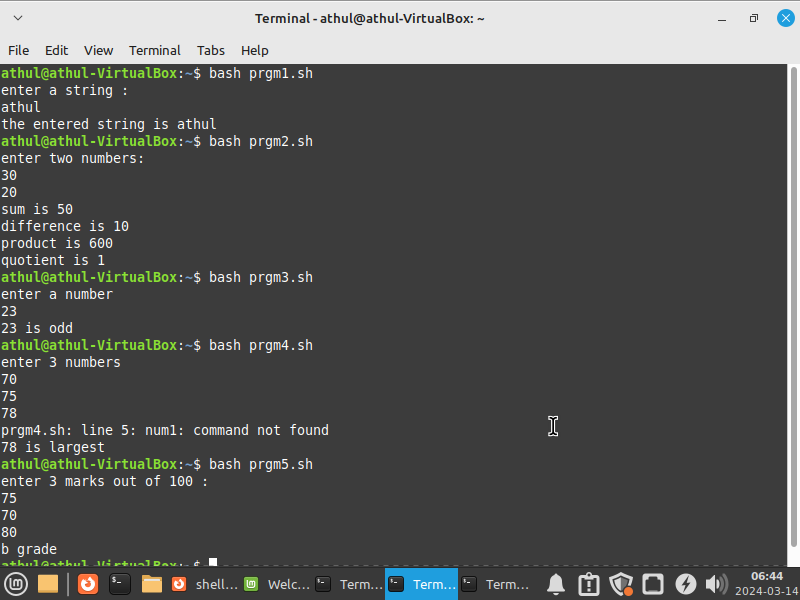 Terminal - athul@athul-VirtualBox: ~
File Edit View Terminal Tabs Help
athul@athul-VirtualBox:~$ bash prgm1.sh
enter a string :
athul
the entered string is athul
athul@athul-VirtualBox:~$ bash prgm2.sh
enter two numbers:
30
20
sum is 50
difference is 10
product is 600
quotient is 1
athul@athul-VirtualBox:~$ bash prgm3.sh
enter a number
23
23 is odd
athul@athul-VirtualBox:~$ bash prgm4.sh
enter 3 numbers
70
75
78
prgm4.sh: line 5: num1: command not found
78 is largest
athul@athul-VirtualBox:~$ bash prgm5.sh
enter 3 marks out of 100 :
75
70
80
b grade
athul@athul-VirtualBox:~$
shell... Welc... Term... Term... Term...
06:44
2024-03-14